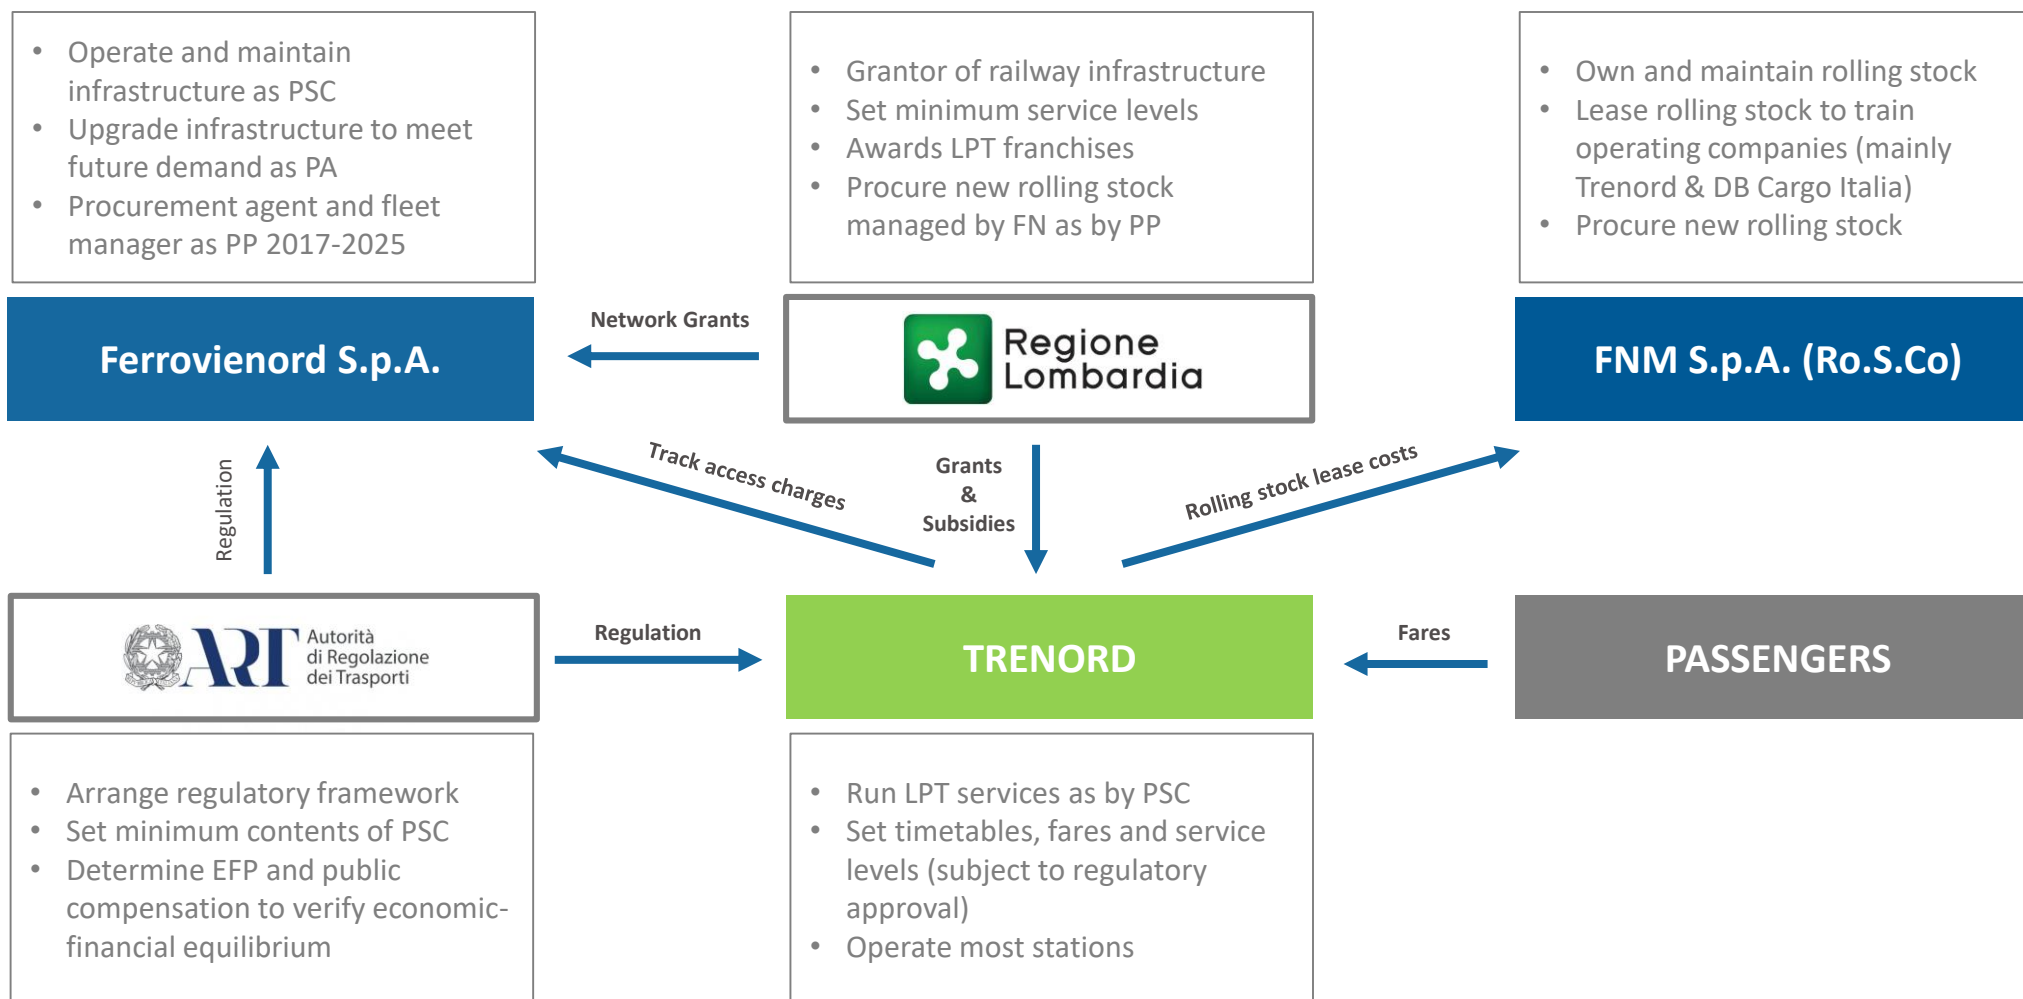 • Operate and maintain
infrastructure as PSC
• Upgrade infrastructure to meet
future demand as PA
• Procurement agent and fleet
manager as PP 2017-2025
• Grantor of railway infrastructure
• Set minimum service levels
• Awards LPT franchises
• Procure new rolling stock
managed by FN as by PP
• Own and maintain rolling stock
• Lease rolling stock to train
operating companies (mainly
Trenord & DB Cargo Italia)
• Procure new rolling stock
Ferrovienord S.p.A.
Network Grants
Regione
Lombardia
FNM S.p.A. (Ro.S.Co)
Regulation
Track access charges
Grants
&
Subsidies
Rolling stock lease costs
ART
Autorità
di Regolazione
dei Trasporti
Regulation
TRENORD
Fares
PASSENGERS
• Arrange regulatory framework
• Set minimum contents of PSC
• Determine EFP and public
compensation to verify economic-
financial equilibrium
• Run LPT services as by PSC
• Set timetables, fares and service
levels (subject to regulatory
approval)
• Operate most stations